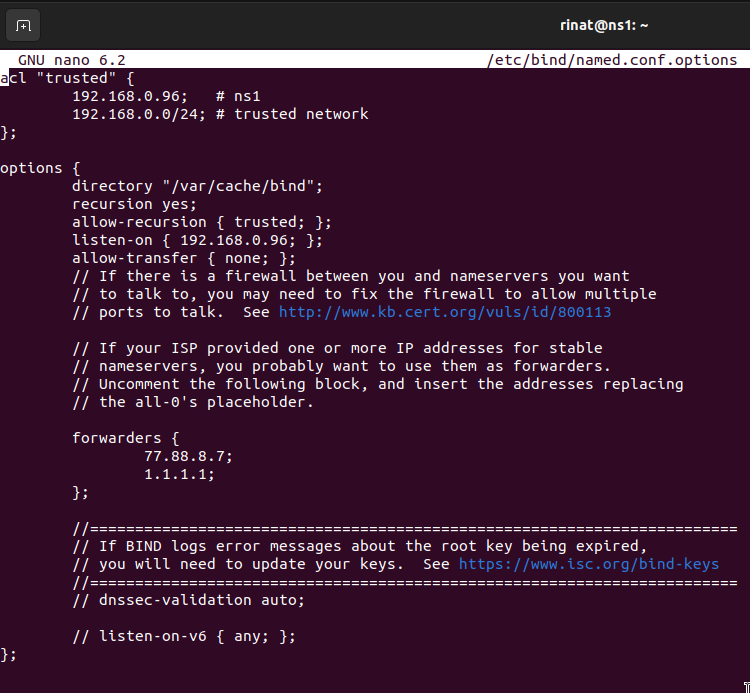 rinat@ns1: ~
GNU nano 6.2 /etc/bind/named.conf.options
acl "trusted" {
        192.168.0.96;   # ns1
        192.168.0.0/24; # trusted network
};

options {
        directory "/var/cache/bind";
        recursion yes;
        allow-recursion { trusted; };
        listen-on { 192.168.0.96; };
        allow-transfer { none; };
        // If there is a firewall between you and nameservers you want
        // to talk to, you may need to fix the firewall to allow multiple
        // ports to talk.  See http://www.kb.cert.org/vuls/id/800113

        // If your ISP provided one or more IP addresses for stable
        // nameservers, you probably want to use them as forwarders.
        // Uncomment the following block, and insert the addresses replacing
        // the all-0's placeholder.

        forwarders {
                77.88.8.7;
                1.1.1.1;
        };

        //========================================================================
        // If BIND logs error messages about the root key being expired,
        // you will need to update your keys.  See https://www.isc.org/bind-keys
        //========================================================================
        // dnssec-validation auto;

        // listen-on-v6 { any; };
};